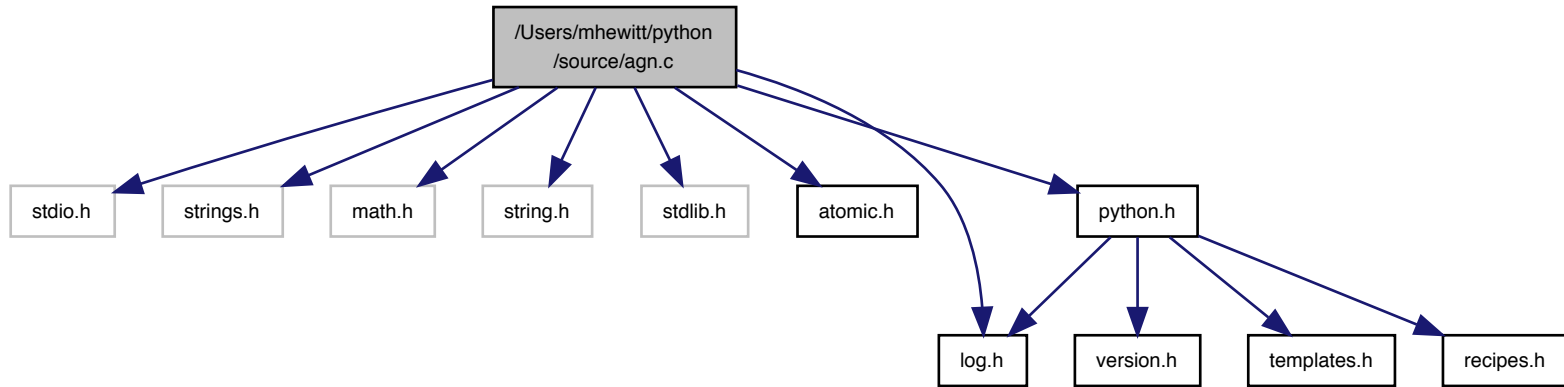 /Users/mhewitt/python
/source/agn.c
stdio.h
strings.h
math.h
string.h
stdlib.h
atomic.h
python.h
log.h
version.h
templates.h
recipes.h